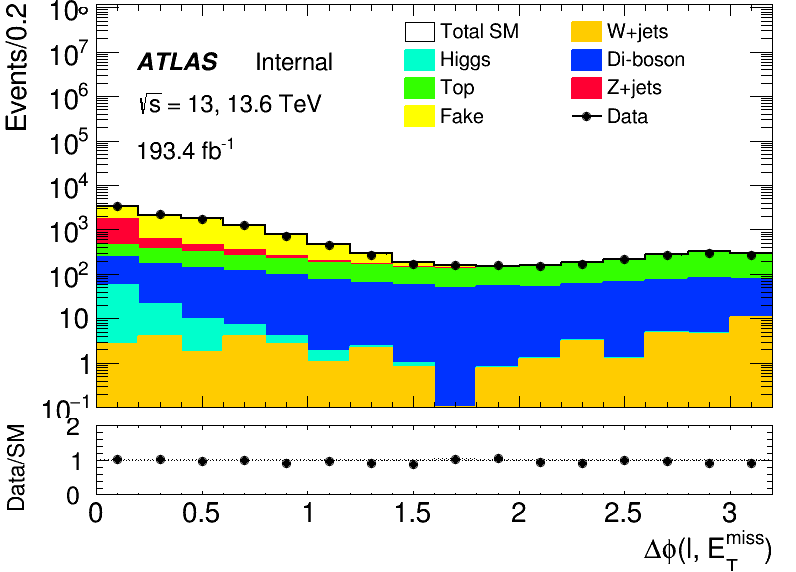 Events/0.2
10⁸
10⁷
10⁶
10⁵
10⁴
10³
10²
10
1
10⁻¹
ATLAS Internal
√s = 13, 13.6 TeV
193.4 fb⁻¹
Total SM
Higgs
Top
Fake
W+jets
Di-boson
Z+jets
Data
Data/SM
2
1
0
0 0.5 1 1.5 2 2.5 3
Δϕ(l, E_T^miss)